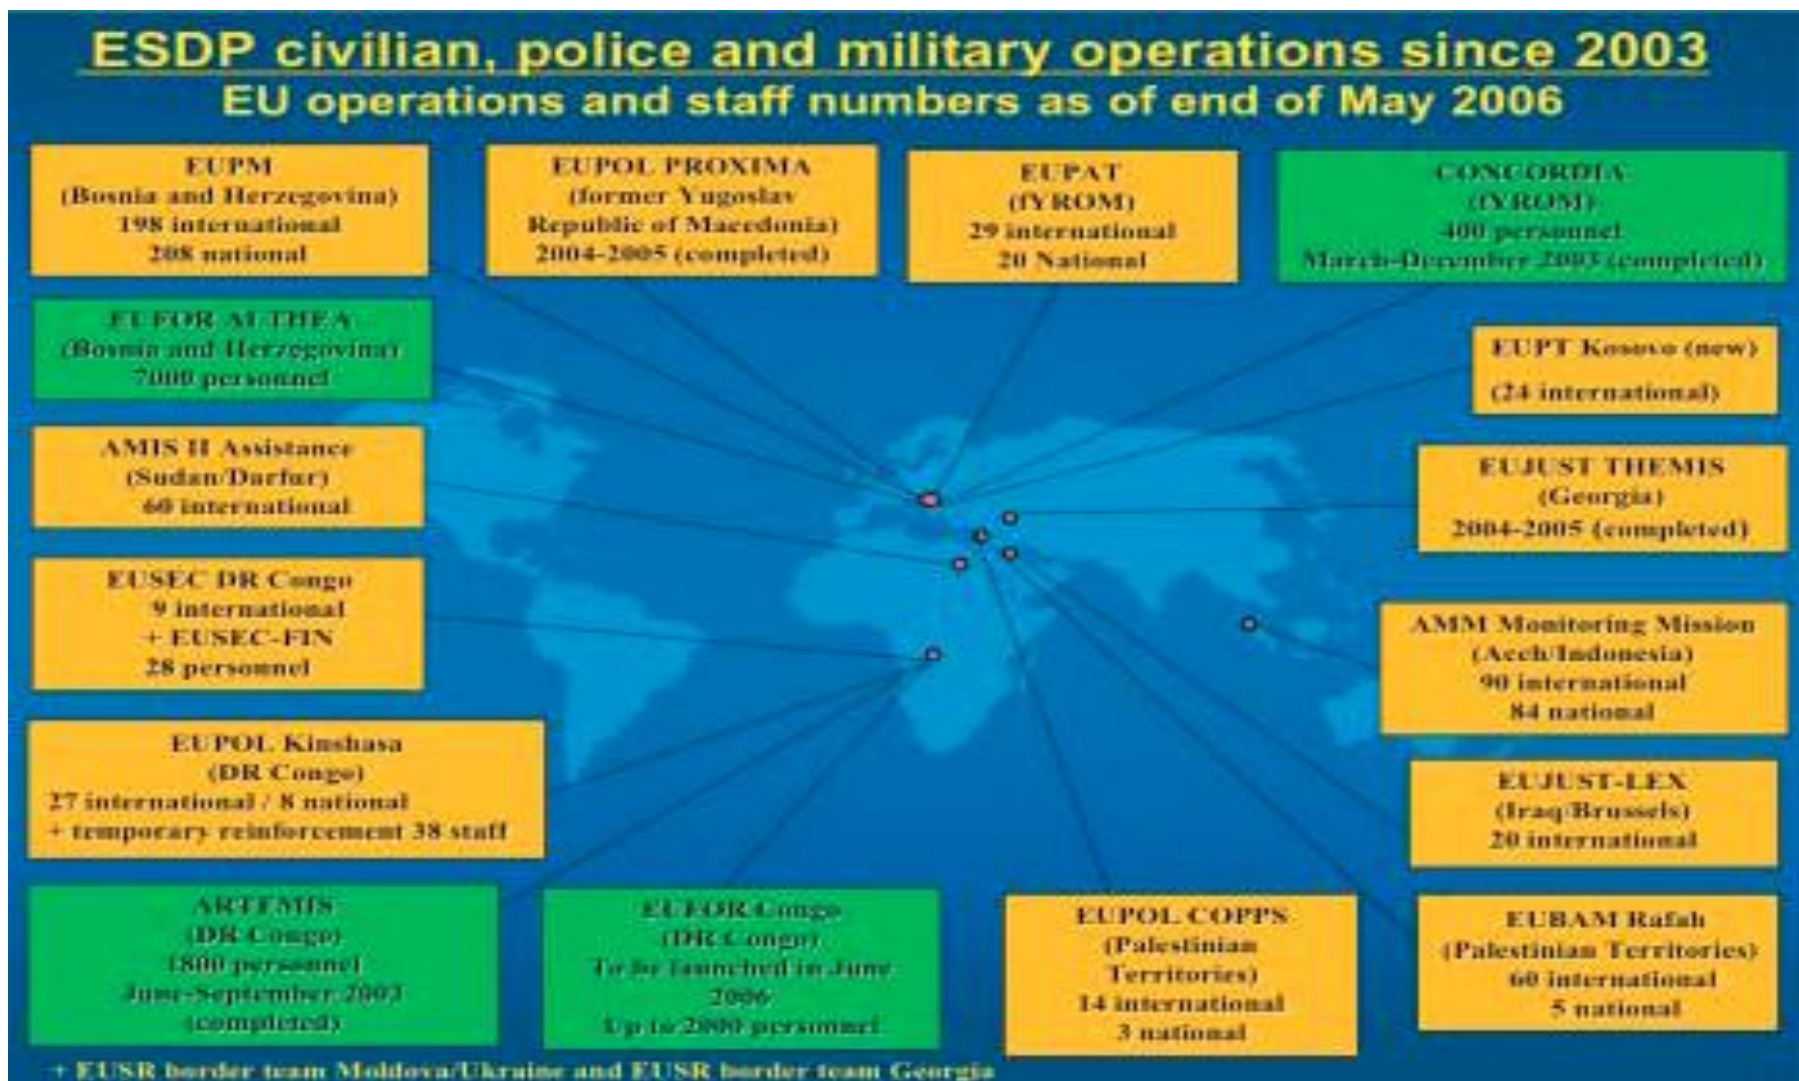 ESDP civilian, police and military operations since 2003
EU operations and staff numbers as of end of May 2006
EUPM
(Bosnia and Herzegovina)
198 international
208 national
EUPOL PROXIMA
(former Yugoslav
Republic of Macedonia)
2004-2005 (completed)
EUPAT
(fYROM)
29 international
20 National
CONCORDIA
(fYROM)
400 personnel
March-December 2003 (completed)
EUFOR ALTHEA
(Bosnia and Herzegovina)
7000 personnel
EUPT Kosovo (new)
(24 international)
AMIS II Assistance
(Sudan/Darfur)
60 international
EUJUST THEMIS
(Georgia)
2004-2005 (completed)
EUSEC DR Congo
9 international
+ EUSEC-FIN
28 personnel
AMM Monitoring Mission
(Aceh/Indonesia)
90 international
84 national
EUPOL Kinshasa
(DR Congo)
27 international / 8 national
+ temporary reinforcement 38 staff
EUJUST-LEX
(Iraq/Brussels)
20 international
ARTEMIS
(DR Congo)
1800 personnel
June-September 2003
(completed)
EUFOR Congo
(DR Congo)
To be launched in June
2006
Up to 2000 personnel
EUPOL COPPS
(Palestinian
Territories)
14 international
3 national
EUBAM Rafah
(Palestinian Territories)
60 international
5 national
+ EUSR border team Moldova/Ukraine and EUSR border team Georgia